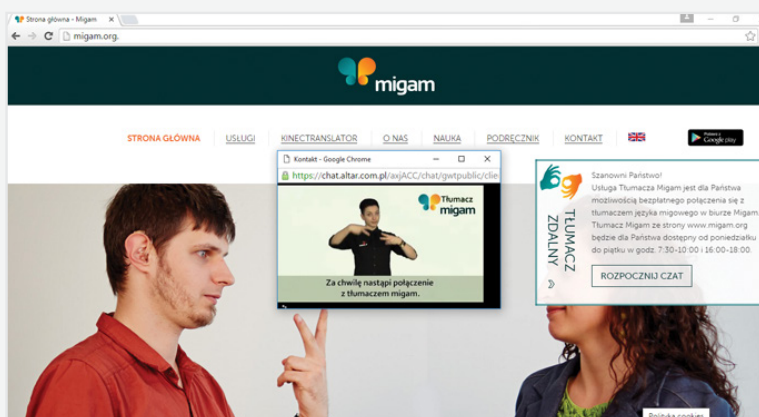 Strona główna - Migam
migam.org.
migam
STRONA GŁÓWNA USŁUGI KINECTRANSLATOR O NAS NAUKA PODRĘCZNIK KONTAKT
Google play
Kontakt - Google Chrome
https://chat.altar.com.pl/axjACC/chat/gwtpublic/clie
Tłumacz
migam
Za chwilę nastąpi połączenie
z tłumaczem migam.
TŁUMACZ
ZDALNY
Szanowni Państwo!
Usługa Tłumacza Migam jest dla Państwa
możliwością bezpłatnego połączenia się z
tłumaczem języka migowego w biurze Migam.
Tłumacz Migam ze strony www.migam.org
będzie dla Państwa dostępny od poniedziałku
do piątku w godz. 7:30-10:00 i 16:00-18:00.
ROZPOCZNIJ CZAT
Polityka cookies